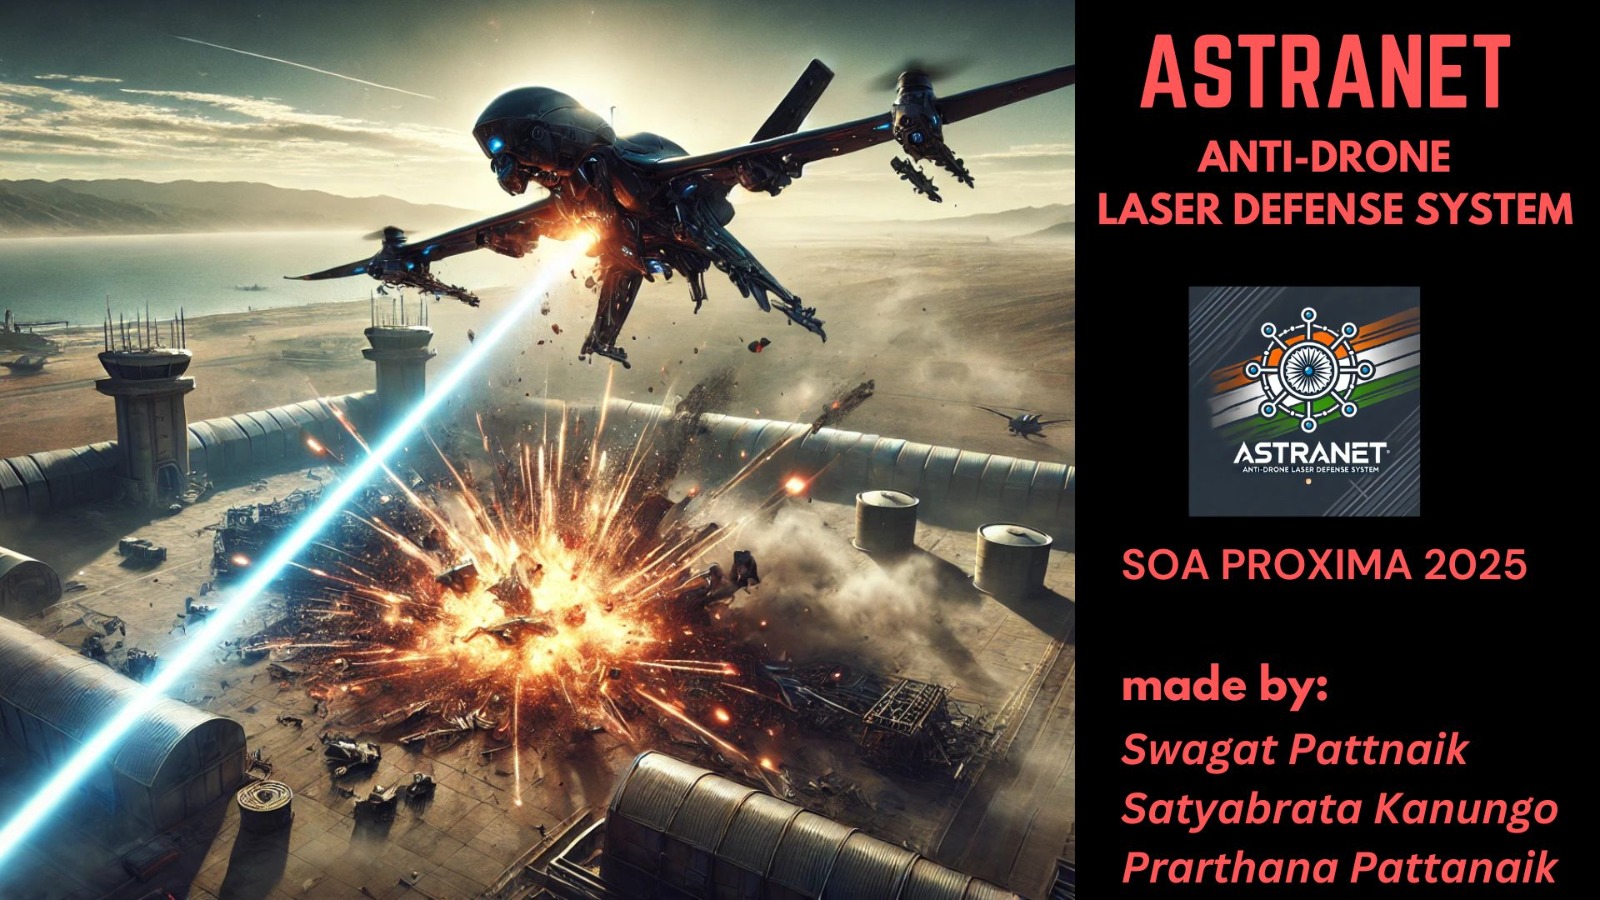 ASTRANET
ANTI-DRONE
LASER DEFENSE SYSTEM
ASTRANET
ANTI-DRONE LASER DEFENSE SYSTEM
SOA PROXIMA 2025
made by:
Swagat Pattnaik
Satyabrata Kanungo
Prarthana Pattanaik